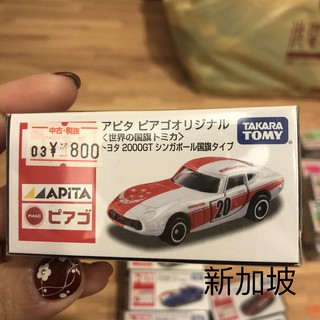 中古・税抜
03 ¥800
アピタ ピアゴオリジナル
<世界の国旗トミカ>
トヨタ 2000GT シンガポール国旗タイプ
TAKARA
TOMY
APiTA
PIAGO
ピアゴ
20
新加坡